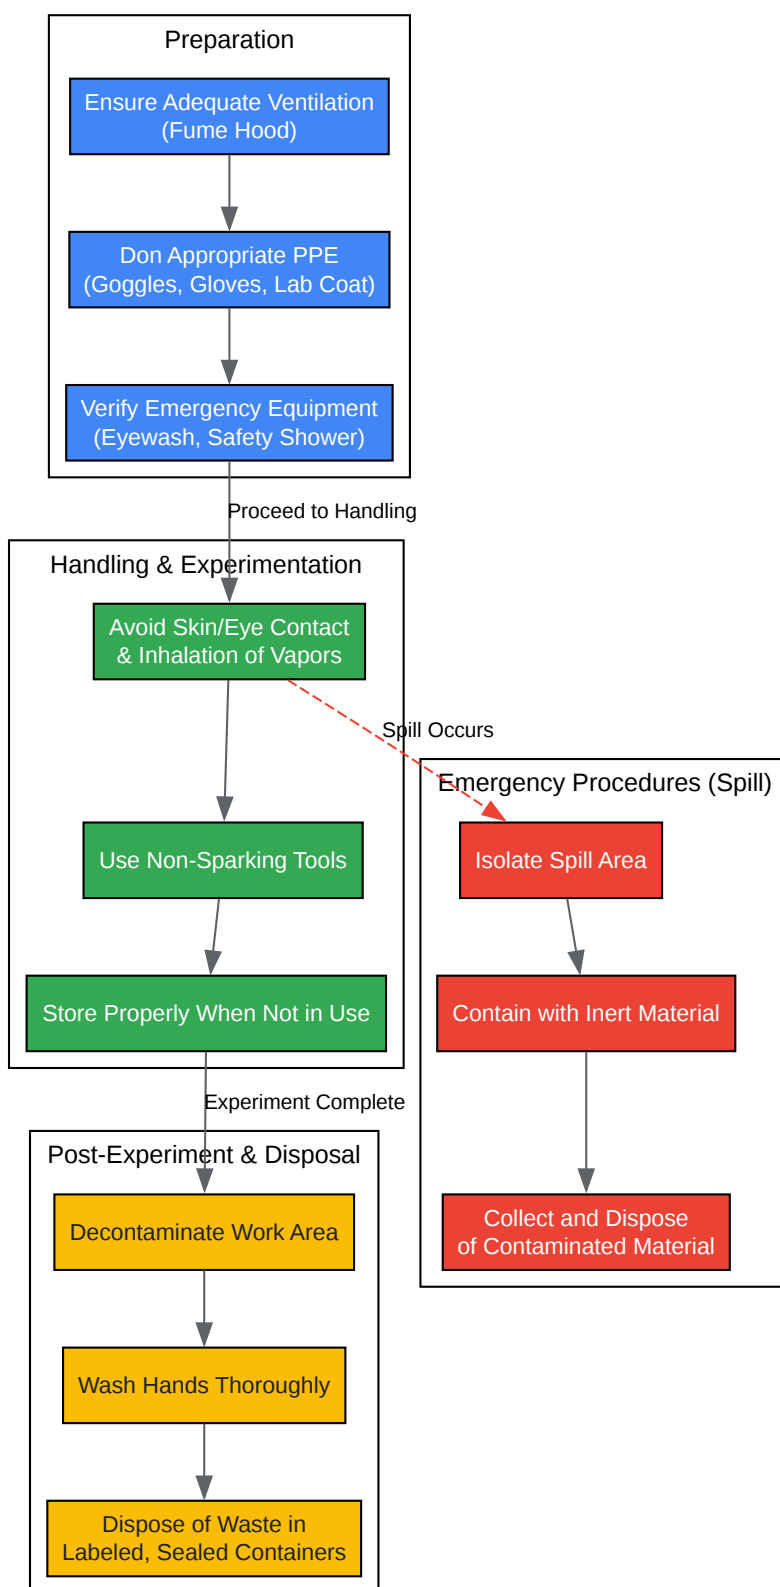 Preparation
Ensure Adequate Ventilation
(Fume Hood)
Don Appropriate PPE
(Goggles, Gloves, Lab Coat)
Verify Emergency Equipment
(Eyewash, Safety Shower)
Proceed to Handling
Handling & Experimentation
Avoid Skin/Eye Contact
& Inhalation of Vapors
Spill Occurs
Use Non-Sparking Tools
Store Properly When Not in Use
Emergency Procedures (Spill)
Isolate Spill Area
Contain with Inert Material
Collect and Dispose
of Contaminated Material
Experiment Complete
Post-Experiment & Disposal
Decontaminate Work Area
Wash Hands Thoroughly
Dispose of Waste in
Labeled, Sealed Containers